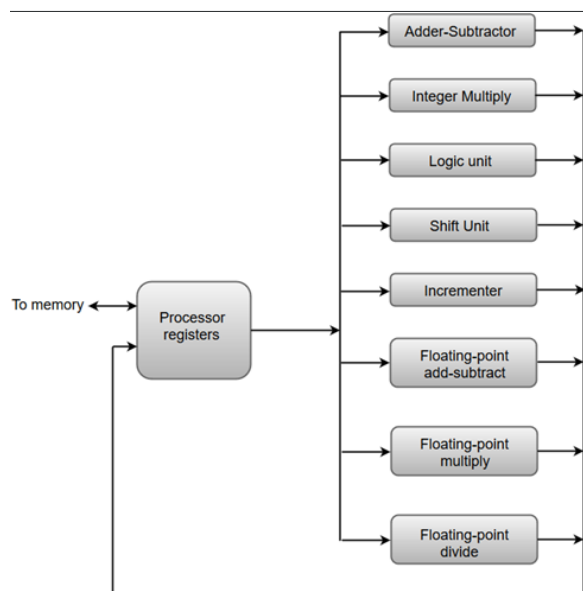 Adder-Subtractor
Integer Multiply
Logic unit
Shift Unit
Incrementer
To memory
Processor
registers
Floating-point
add-subtract
Floating-point
multiply
Floating-point
divide